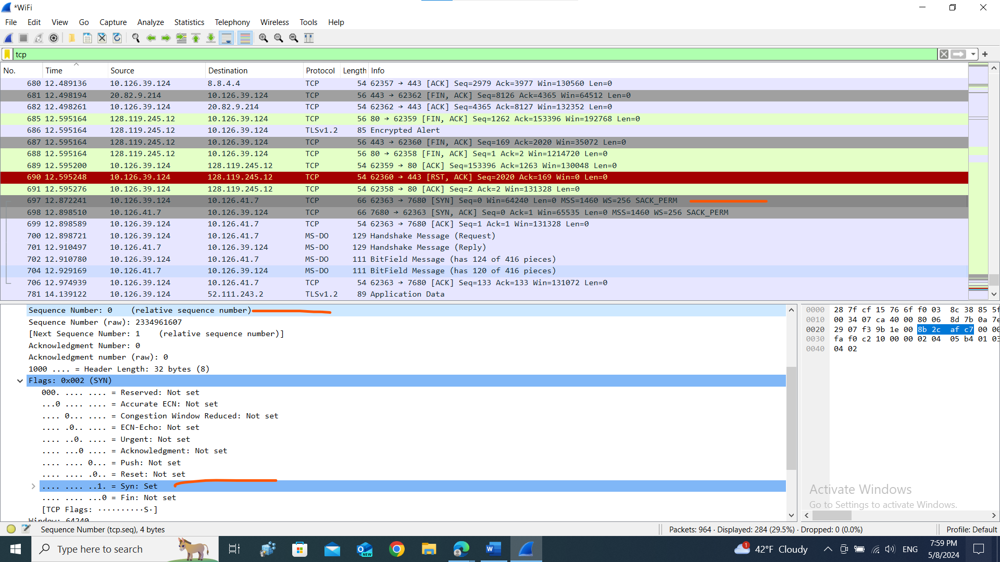 *WiFi
File Edit View Go Capture Analyze Statistics Telephony Wireless Tools Help
tcp
No. Time Source Destination Protocol Length Info
680 12.489136 10.126.39.124 8.8.4.4 TCP 54 62357 → 443 [ACK] Seq=2979 Ack=3977 Win=130560 Len=0
681 12.498194 20.82.9.214 10.126.39.124 TCP 56 443 → 62362 [FIN, ACK] Seq=8126 Ack=4365 Win=64512 Len=0
682 12.498261 10.126.39.124 20.82.9.214 TCP 54 62362 → 443 [ACK] Seq=4365 Ack=8127 Win=132352 Len=0
685 12.595164 128.119.245.12 10.126.39.124 TCP 56 80 → 62359 [FIN, ACK] Seq=1262 Ack=153396 Win=192768 Len=0
686 12.595164 128.119.245.12 10.126.39.124 TLSv1.2 85 Encrypted Alert
687 12.595164 128.119.245.12 10.126.39.124 TCP 56 443 → 62360 [FIN, ACK] Seq=169 Ack=2020 Win=35072 Len=0
688 12.595164 128.119.245.12 10.126.39.124 TCP 56 80 → 62358 [FIN, ACK] Seq=1 Ack=2 Win=1214720 Len=0
689 12.595200 10.126.39.124 128.119.245.12 TCP 54 62359 → 80 [ACK] Seq=153396 Ack=1263 Win=130048 Len=0
690 12.595248 10.126.39.124 128.119.245.12 TCP 54 62360 → 443 [RST, ACK] Seq=2020 Ack=169 Win=0 Len=0
691 12.595276 10.126.39.124 128.119.245.12 TCP 54 62358 → 80 [ACK] Seq=2 Ack=2 Win=131328 Len=0
697 12.872241 10.126.39.124 10.126.41.7 TCP 66 62363 → 7680 [SYN] Seq=0 Win=64240 Len=0 MSS=1460 WS=256 SACK_PERM
698 12.898510 10.126.41.7 10.126.39.124 TCP 66 7680 → 62363 [SYN, ACK] Seq=0 Ack=1 Win=65535 Len=0 MSS=1460 WS=256 SACK_PERM
699 12.898589 10.126.39.124 10.126.41.7 TCP 54 62363 → 7680 [ACK] Seq=1 Ack=1 Win=131328 Len=0
700 12.898721 10.126.39.124 10.126.41.7 MS-DO 129 Handshake Message (Request)
701 12.910497 10.126.41.7 10.126.39.124 MS-DO 129 Handshake Message (Reply)
702 12.910780 10.126.39.124 10.126.41.7 MS-DO 111 BitField Message (has 124 of 416 pieces)
704 12.929169 10.126.41.7 10.126.39.124 MS-DO 111 BitField Message (has 120 of 416 pieces)
706 12.974939 10.126.39.124 10.126.41.7 TCP 54 62363 → 7680 [ACK] Seq=133 Ack=133 Win=131072 Len=0
781 14.139122 10.126.39.124 52.111.243.2 TLSv1.2 89 Application Data
Sequence Number: 0 (relative sequence number)
Sequence Number (raw): 2334961607
[Next Sequence Number: 1 (relative sequence number)]
Acknowledgment Number: 0
Acknowledgment number (raw): 0
1000 .... = Header Length: 32 bytes (8)
Flags: 0x002 (SYN)
000. .... .... = Reserved: Not set
...0 .... .... = Accurate ECN: Not set
.... 0... .... = Congestion Window Reduced: Not set
.... .0.. .... = ECN-Echo: Not set
.... ..0. .... = Urgent: Not set
.... ...0 .... = Acknowledgment: Not set
.... .... 0... = Push: Not set
.... .... .0.. = Reset: Not set
.... .... ..1. = Syn: Set
.... .... ...0 = Fin: Not set
[TCP Flags: ··········S·]
Window: 64240
0000 28 7f cf 15 76 6f f0 03 8c 38 85 5f
0010 00 34 07 ca 40 00 80 06 8d 7b 0a 7e
0020 29 07 f3 9b 1e 00 8b 2c af c7 00 00
0030 fa f0 c2 10 00 00 02 04 05 b4 01 03
0040 04 02
Activate Windows
Go to Settings to activate Windows.
Sequence Number (tcp.seq), 4 bytes
Packets: 964 · Displayed: 284 (29.5%) · Dropped: 0 (0.0%)
Profile: Default
Type here to search
NEW
1
42°F Cloudy
ENG
7:59 PM
5/8/2024